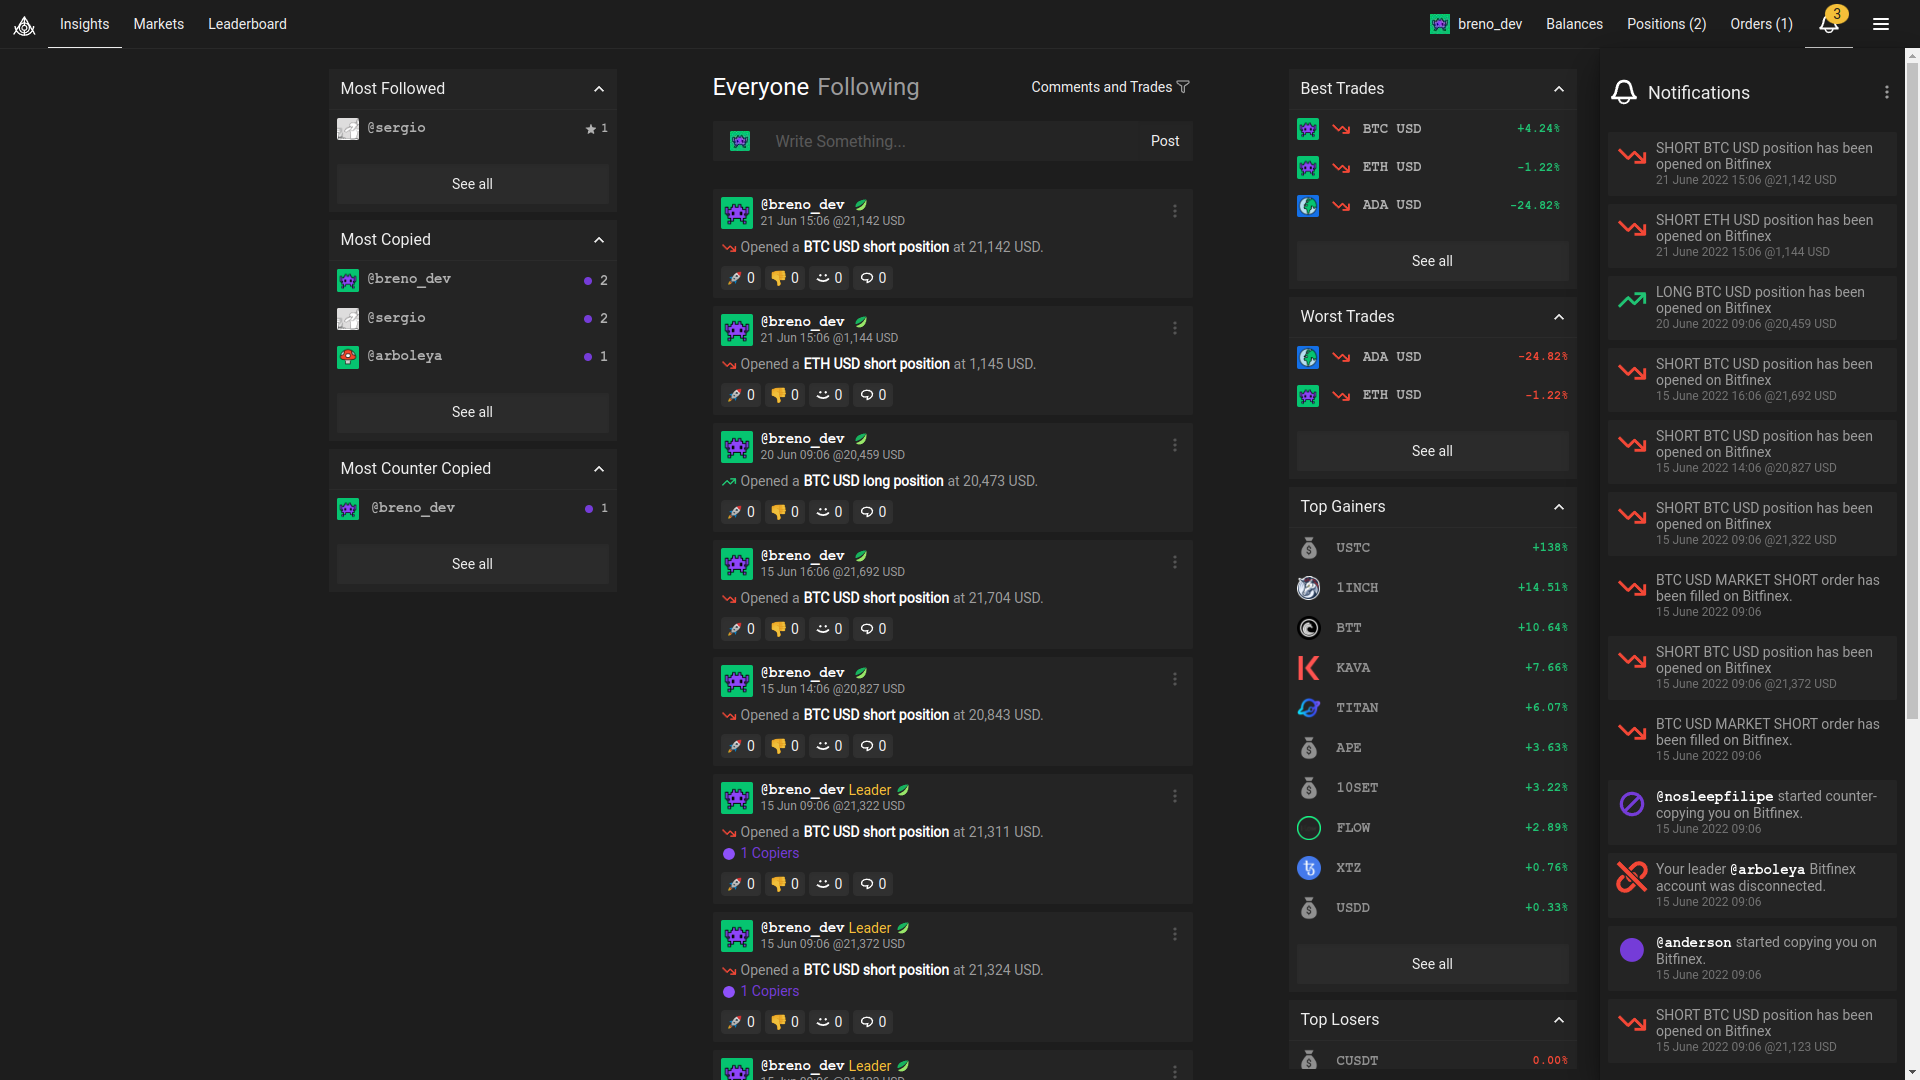 Insights Markets Leaderboard
breno_dev Balances Positions (2) Orders (1) 3
Most Followed
@sergio 1
See all
Most Copied
@breno_dev 2
@sergio 2
@arboleya 1
See all
Most Counter Copied
@breno_dev 1
See all
Everyone Following Comments and Trades
Write Something... Post
@breno_dev
21 Jun 15:06 @21,142 USD
Opened a BTC USD short position at 21,142 USD.
0 0 0 0
@breno_dev
21 Jun 15:06 @1,144 USD
Opened a ETH USD short position at 1,145 USD.
0 0 0 0
@breno_dev
20 Jun 09:06 @20,459 USD
Opened a BTC USD long position at 20,473 USD.
0 0 0 0
@breno_dev
15 Jun 16:06 @21,692 USD
Opened a BTC USD short position at 21,704 USD.
0 0 0 0
@breno_dev
15 Jun 14:06 @20,827 USD
Opened a BTC USD short position at 20,843 USD.
0 0 0 0
@breno_dev Leader
15 Jun 09:06 @21,322 USD
Opened a BTC USD short position at 21,311 USD.
1 Copiers
0 0 0 0
@breno_dev Leader
15 Jun 09:06 @21,372 USD
Opened a BTC USD short position at 21,324 USD.
1 Copiers
0 0 0 0
@breno_dev Leader
Best Trades
BTC USD +4.24%
ETH USD -1.22%
ADA USD -24.82%
See all
Worst Trades
ADA USD -24.82%
ETH USD -1.22%
See all
Top Gainers
USTC +138%
1INCH +14.51%
BTT +10.64%
KAVA +7.66%
TITAN +6.07%
APE +3.63%
10SET +3.22%
FLOW +2.89%
XTZ +0.76%
USDD +0.33%
See all
Top Losers
CUSDT 0.00%
Notifications
SHORT BTC USD position has been
opened on Bitfinex
21 June 2022 15:06 @21,142 USD
SHORT ETH USD position has been
opened on Bitfinex
21 June 2022 15:06 @1,144 USD
LONG BTC USD position has been
opened on Bitfinex
20 June 2022 09:06 @20,459 USD
SHORT BTC USD position has been
opened on Bitfinex
15 June 2022 16:06 @21,692 USD
SHORT BTC USD position has been
opened on Bitfinex
15 June 2022 14:06 @20,827 USD
SHORT BTC USD position has been
opened on Bitfinex
15 June 2022 09:06 @21,322 USD
BTC USD MARKET SHORT order has
been filled on Bitfinex.
15 June 2022 09:06
SHORT BTC USD position has been
opened on Bitfinex
15 June 2022 09:06 @21,372 USD
BTC USD MARKET SHORT order has
been filled on Bitfinex.
15 June 2022 09:06
@nosleepfilipe started counter-
copying you on Bitfinex.
15 June 2022 09:06
Your leader @arboleya Bitfinex
account was disconnected.
15 June 2022 09:06
@anderson started copying you on
Bitfinex.
15 June 2022 09:06
SHORT BTC USD position has been
opened on Bitfinex
15 June 2022 09:06 @21,123 USD